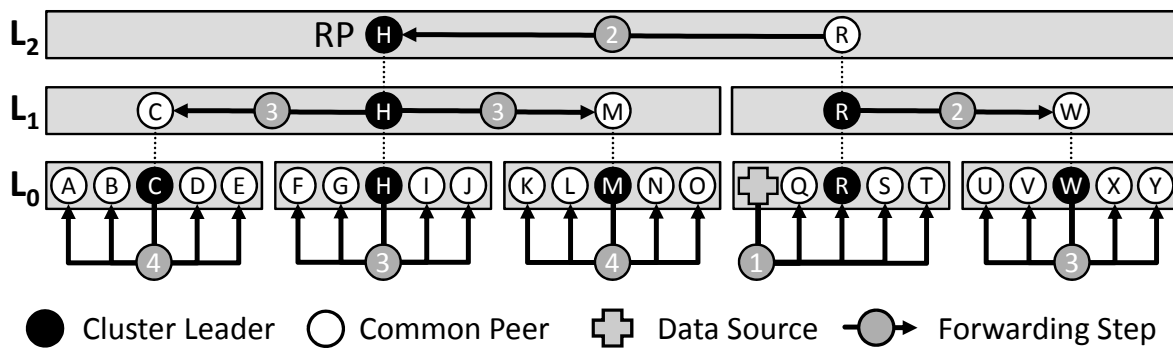 L2 RP H 2 R
L1 C 3 H 3 M R 2 W
L0 A B C D E F G H I J K L M N O Q R S T U V W X Y
4 3 4 1 3
Cluster Leader Common Peer Data Source Forwarding Step